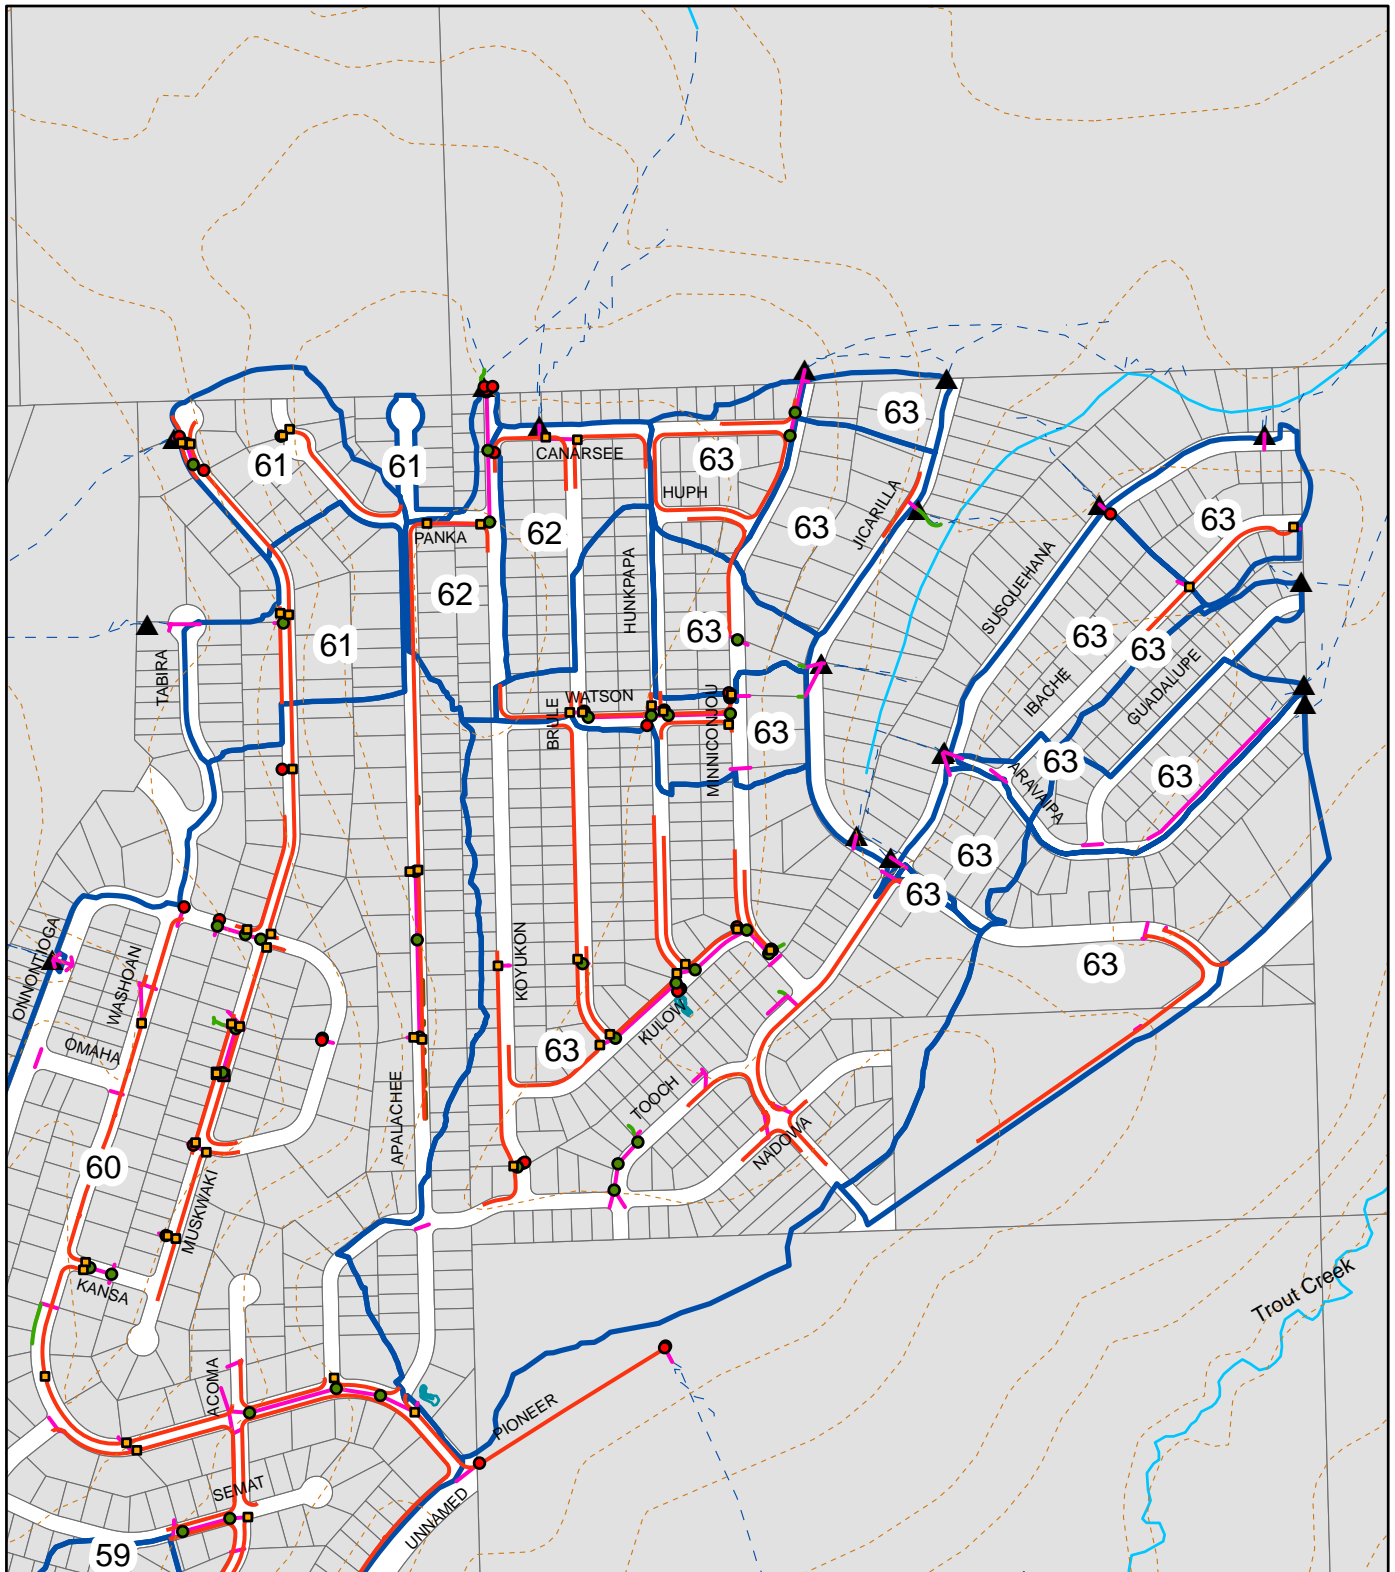 63
61
61
CANARSEE
63
HUPH
63
63
JICARILLA
62
PANKA
63
SUSQUEHANA
HUNKPAPA
62
61
63
63
63
TABIRA
WATSON
BRULE
MINNICONJOU
63
IBACHE
GUADALUPE
63
63
ARAVAIPA
63
63
ONNONTIOGA
WASHOAN
KOYUKON
63
OMAHA
KULOW
63
APALACHEE
TOOCH
NADOWA
60
MUSKWAKI
KANSA
Trout Creek
ACOMA
PIONEER
SEMAT
UNNAMED
59